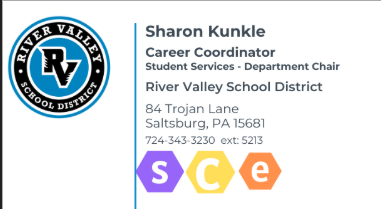 RIVER VALLEY
RV
SCHOOL DISTRICT
Sharon Kunkle
Career Coordinator
Student Services - Department Chair
River Valley School District
84 Trojan Lane
Saltsburg, PA 15681
724-343-3230 ext: 5213
s C e